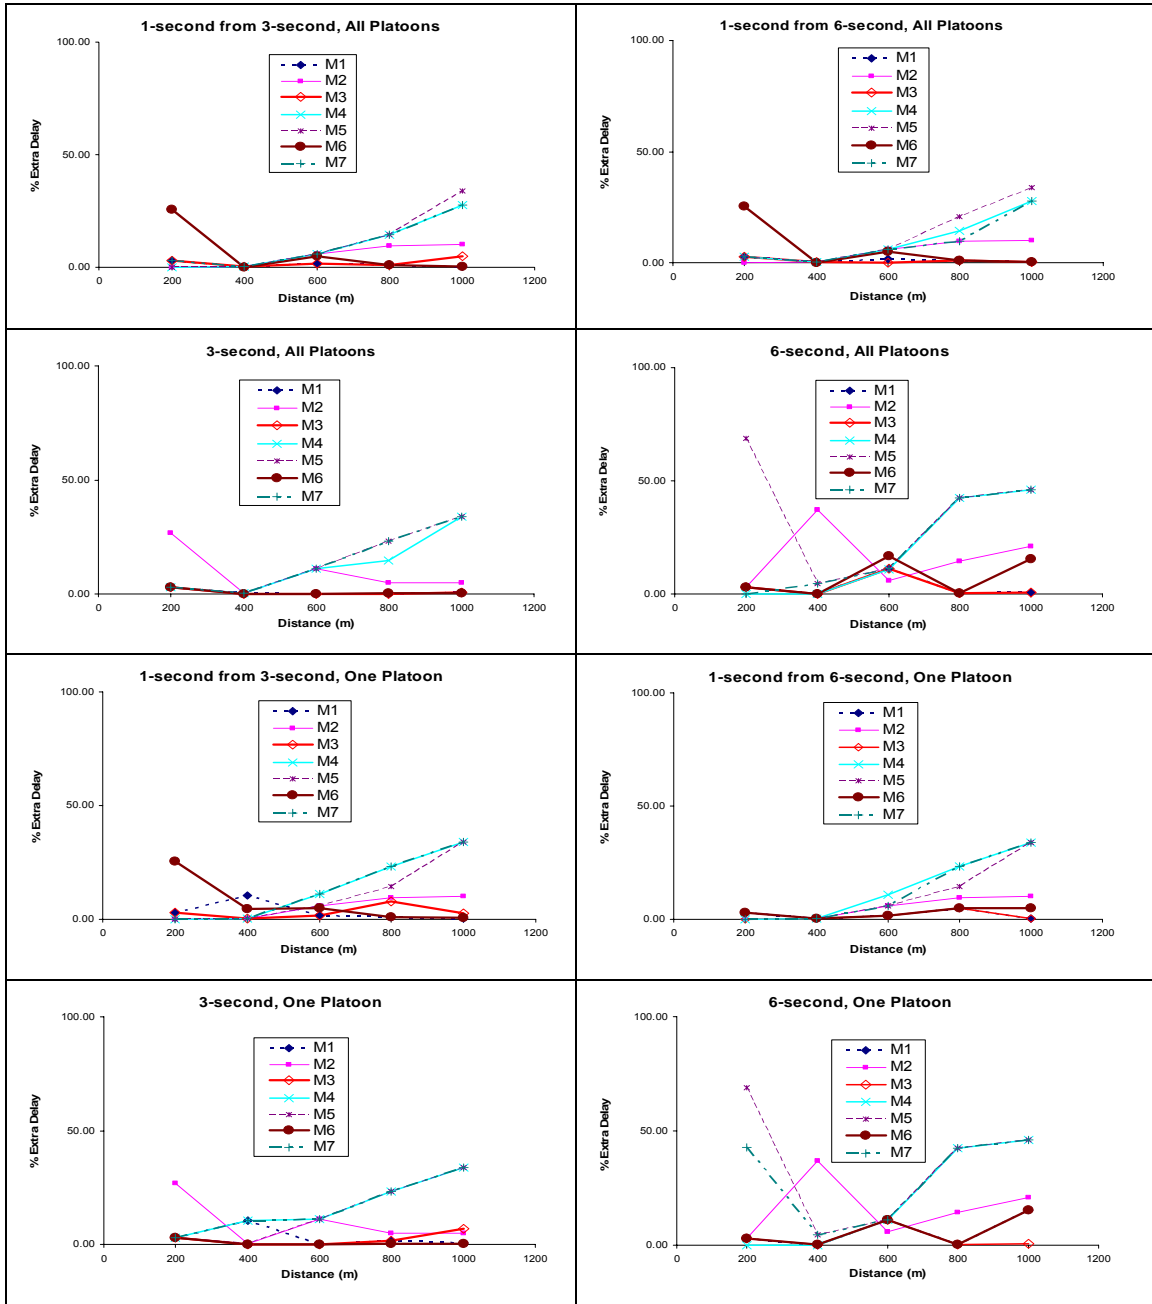 1-second from 3-second, All Platoons
100.00
50.00
0.00
% Extra Delay
M1
M2
M3
M4
M5
M6
M7
0 200 400 600 800 1000 1200
Distance (m)
1-second from 6-second, All Platoons
100.00
50.00
0.00
% Extra Delay
M1
M2
M3
M4
M5
M6
M7
0 200 400 600 800 1000 1200
Distance (m)
3-second, All Platoons
100.00
50.00
0.00
% Extra Delay
M1
M2
M3
M4
M5
M6
M7
0 200 400 600 800 1000 1200
Distance (m)
6-second, All Platoons
100.00
50.00
0.00
% Extra Delay
M1
M2
M3
M4
M5
M6
M7
0 200 400 600 800 1000 1200
Distance (m)
1-second from 3-second, One Platoon
100.00
50.00
0.00
% Extra Delay
M1
M2
M3
M4
M5
M6
M7
0 200 400 600 800 1000 1200
Distance (m)
1-second from 6-second, One Platoon
100.00
50.00
0.00
% Extra Delay
M1
M2
M3
M4
M5
M6
M7
0 200 400 600 800 1000 1200
Distance (m)
3-second, One Platoon
100.00
50.00
0.00
% Extra Delay
M1
M2
M3
M4
M5
M6
M7
0 200 400 600 800 1000 1200
Distance (m)
6-second, One Platoon
100.00
50.00
0.00
% Extra Delay
M1
M2
M3
M4
M5
M6
M7
0 200 400 600 800 1000 1200
Distance (m)